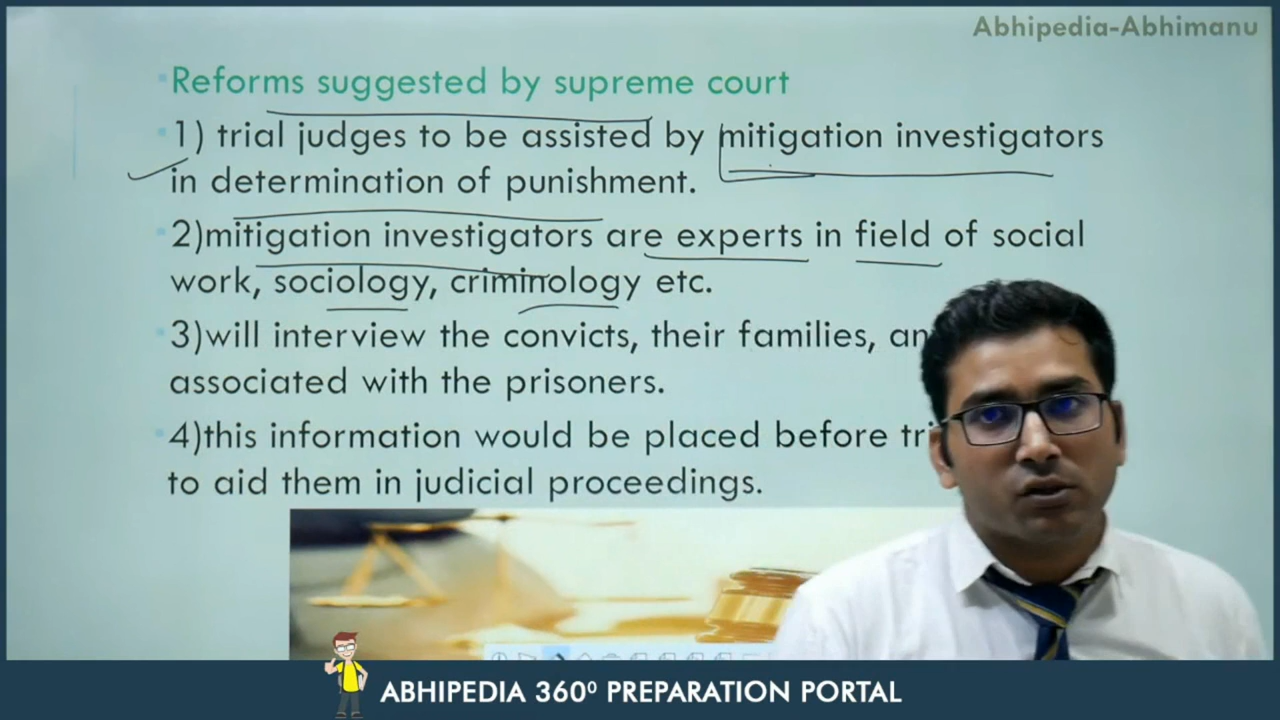 Abhipedia-Abhimanu
Reforms suggested by supreme court
1) trial judges to be assisted by mitigation investigators
in determination of punishment.
2)mitigation investigators are experts in field of social
work, sociology, criminology etc.
3)will interview the convicts, their families,
associated with the prisoners.
4)this information would be placed before
to aid them in judicial proceedings.
ABHIPEDIA 360⁰ PREPARATION PORTAL